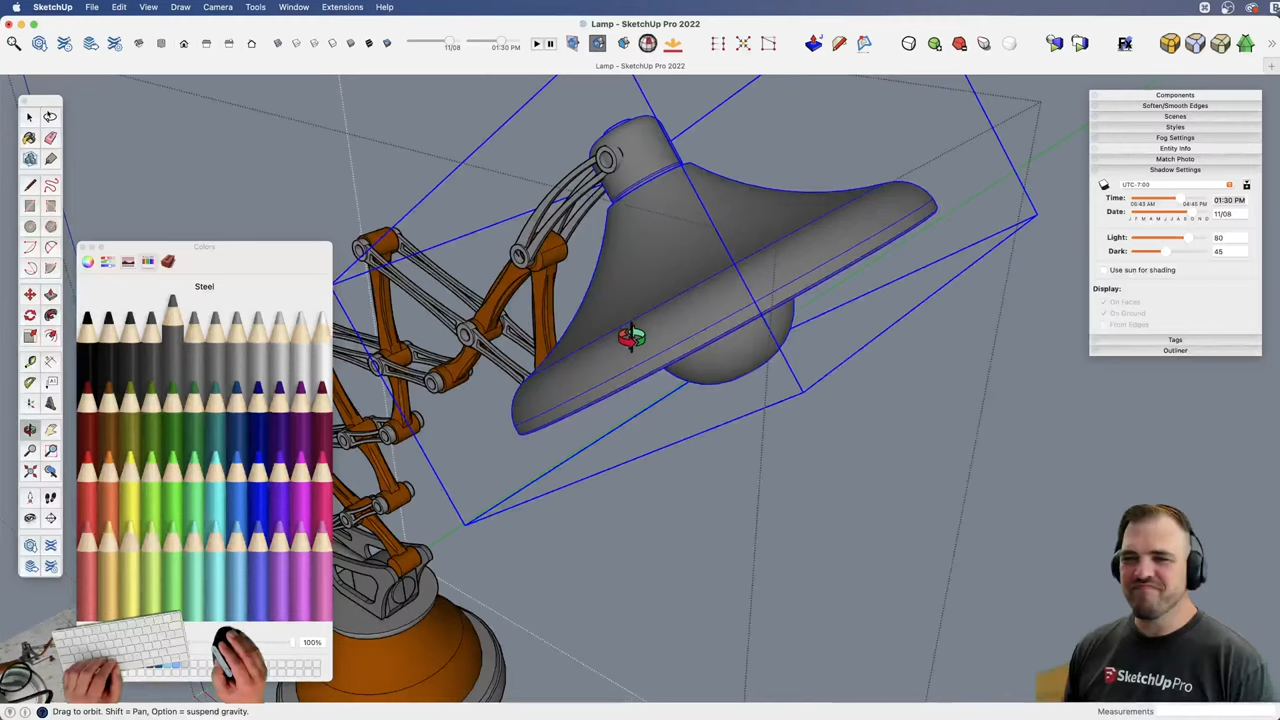 SketchUp File Edit View Draw Camera Tools Window Extensions Help
Lamp - SketchUp Pro 2022
11/08 01:30 PM
Fx
Lamp - SketchUp Pro 2022
Components
Soften/Smooth Edges
Scenes
Styles
Fog Settings
Entity Info
Match Photo
Shadow Settings
UTC-7:00
Time: 01:30 PM
06:43 AM 04:45 PM
Date: 11/08
J F M A M J J A S O N D
Light: 80
Dark: 45
Use sun for shading
Display:
On Faces
On Ground
From Edges
Tags
Outliner
Colors
Steel
100%
SketchUp Pro
Drag to orbit. Shift = Pan, Option = suspend gravity.
Measurements